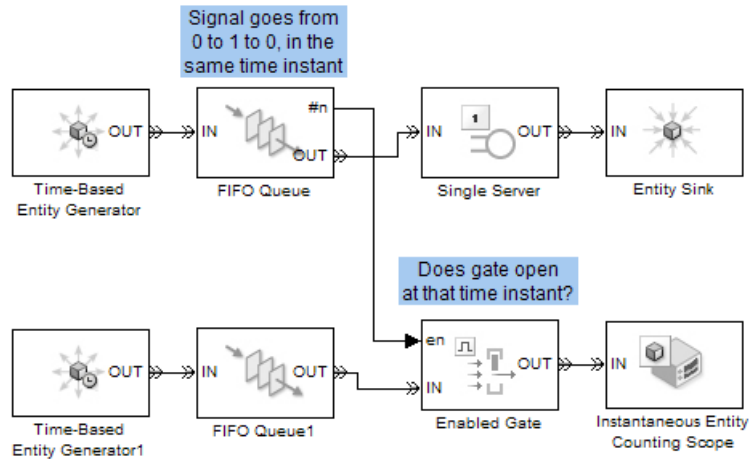 Signal goes from
0 to 1 to 0, in the
same time instant
OUT
Time-Based
Entity Generator
IN
#n
OUT
FIFO Queue
IN
1
OUT
Single Server
IN
Entity Sink
Does gate open
at that time instant?
OUT
Time-Based
Entity Generator1
IN
OUT
FIFO Queue1
en
IN
OUT
Enabled Gate
IN
Instantaneous Entity
Counting Scope